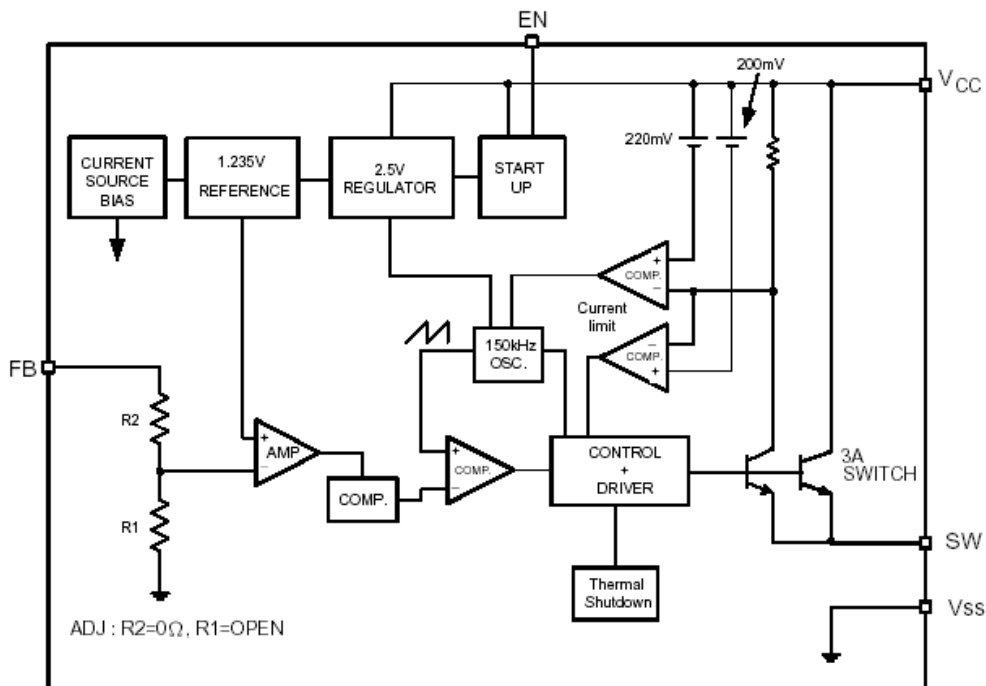 EN
200mV
VCC
220mV
CURRENT
SOURCE
BIAS
1.235V
REFERENCE
2.5V
REGULATOR
START
UP
+
COMP.
−
Current
limit
−
COMP.
+
150kHz
OSC.
FB
R2
+
AMP
−
+
COMP.
−
COMP.
CONTROL
+
DRIVER
3A
SWITCH
R1
SW
Thermal
Shutdown
Vss
ADJ : R2=0Ω, R1=OPEN